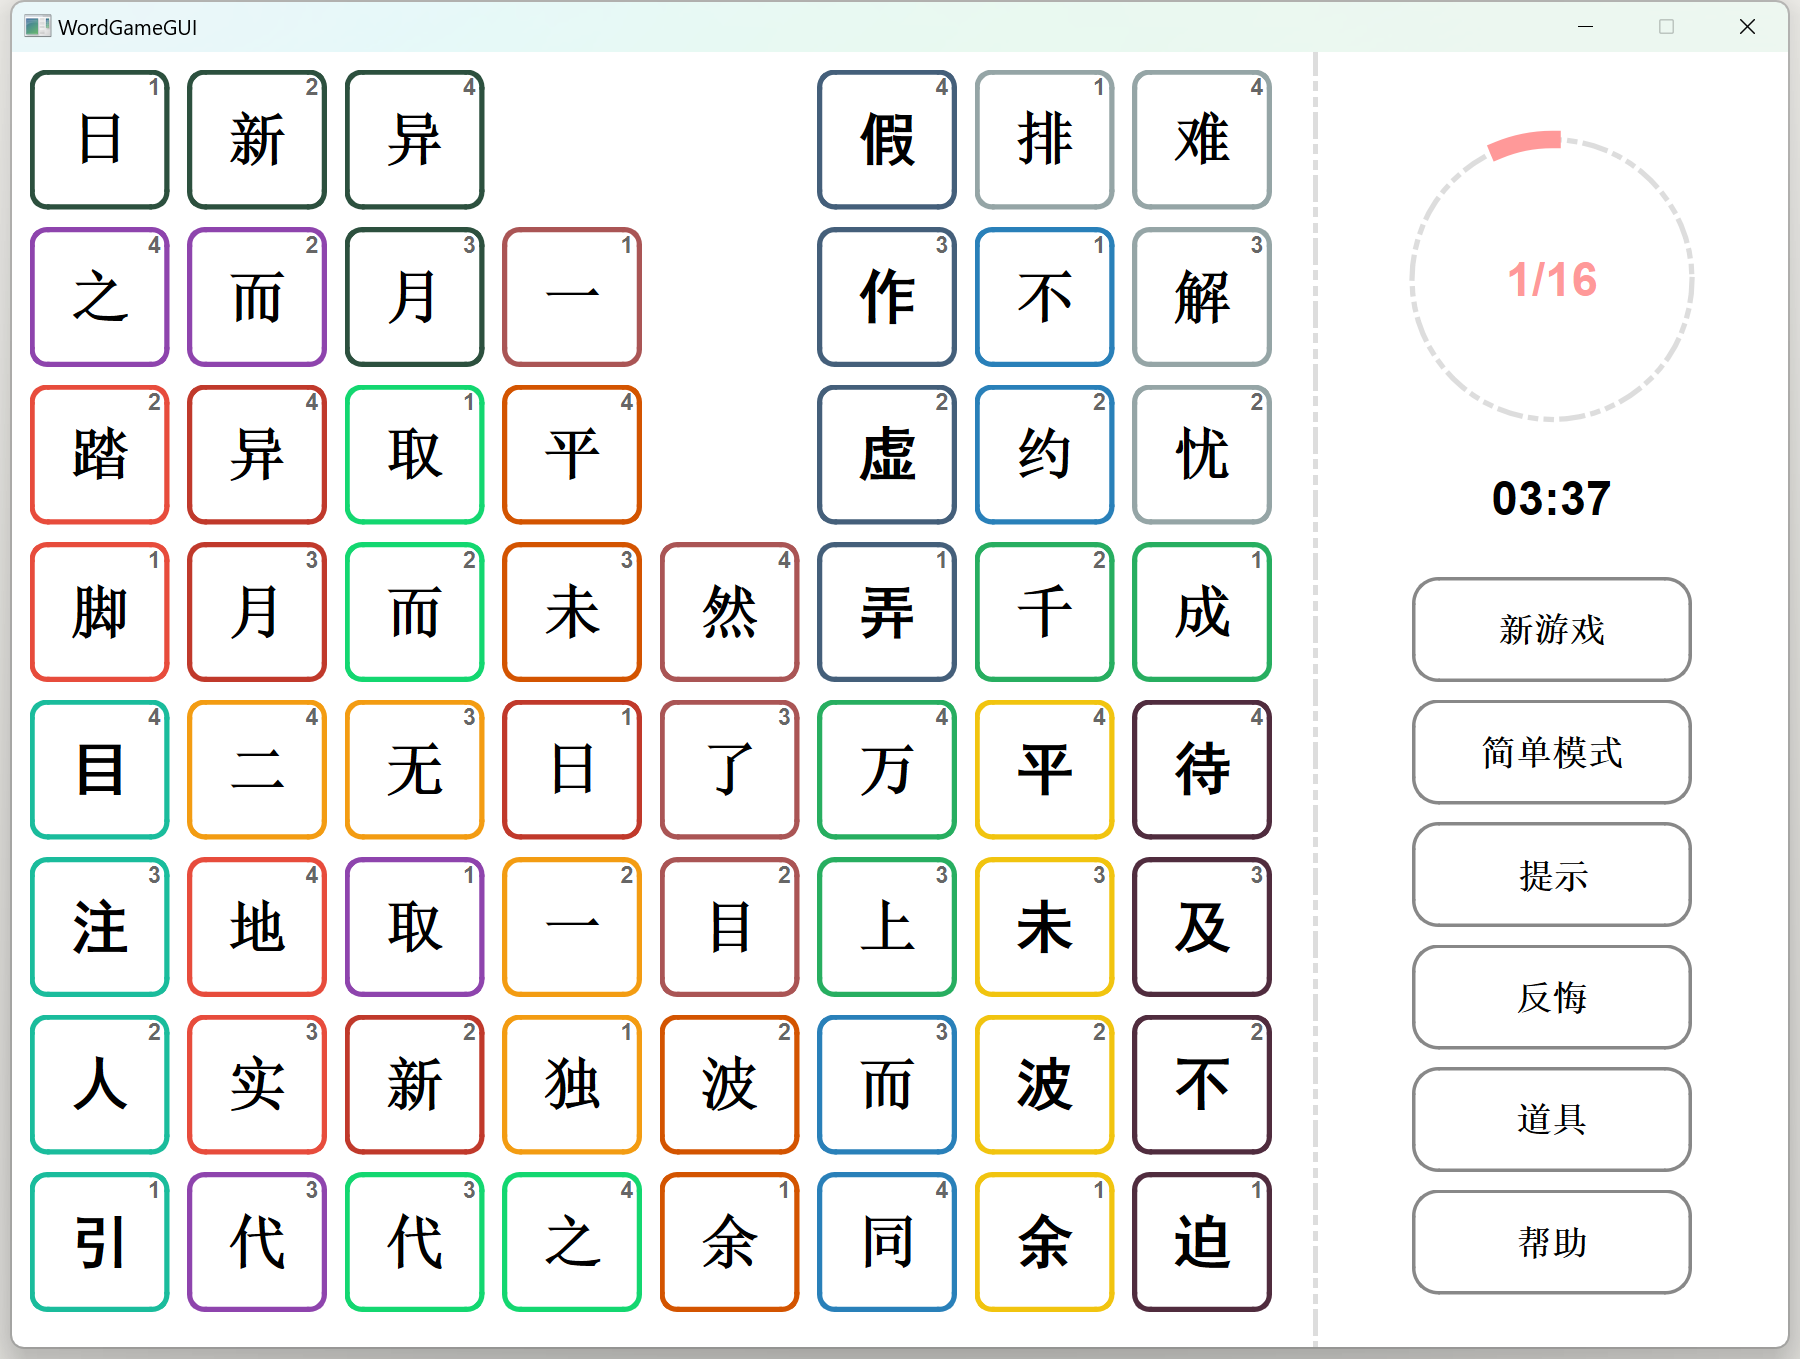 WordGameGUI
日1 新2 异4 假4 排1 难4
之4 而2 月3 一1 作3 不1 解3
踏2 异4 取1 平4 虚2 约2 忧2
脚1 月3 而2 未3 然4 弄1 千2 成1
目4 二4 无3 日1 了3 万4 平4 待4
注3 地4 取1 一2 目2 上3 未3 及3
人2 实3 新2 独1 波2 而3 波2 不2
引1 代3 代3 之4 余1 同4 余1 迫1
1/16
03:37
新游戏
简单模式
提示
反悔
道具
帮助